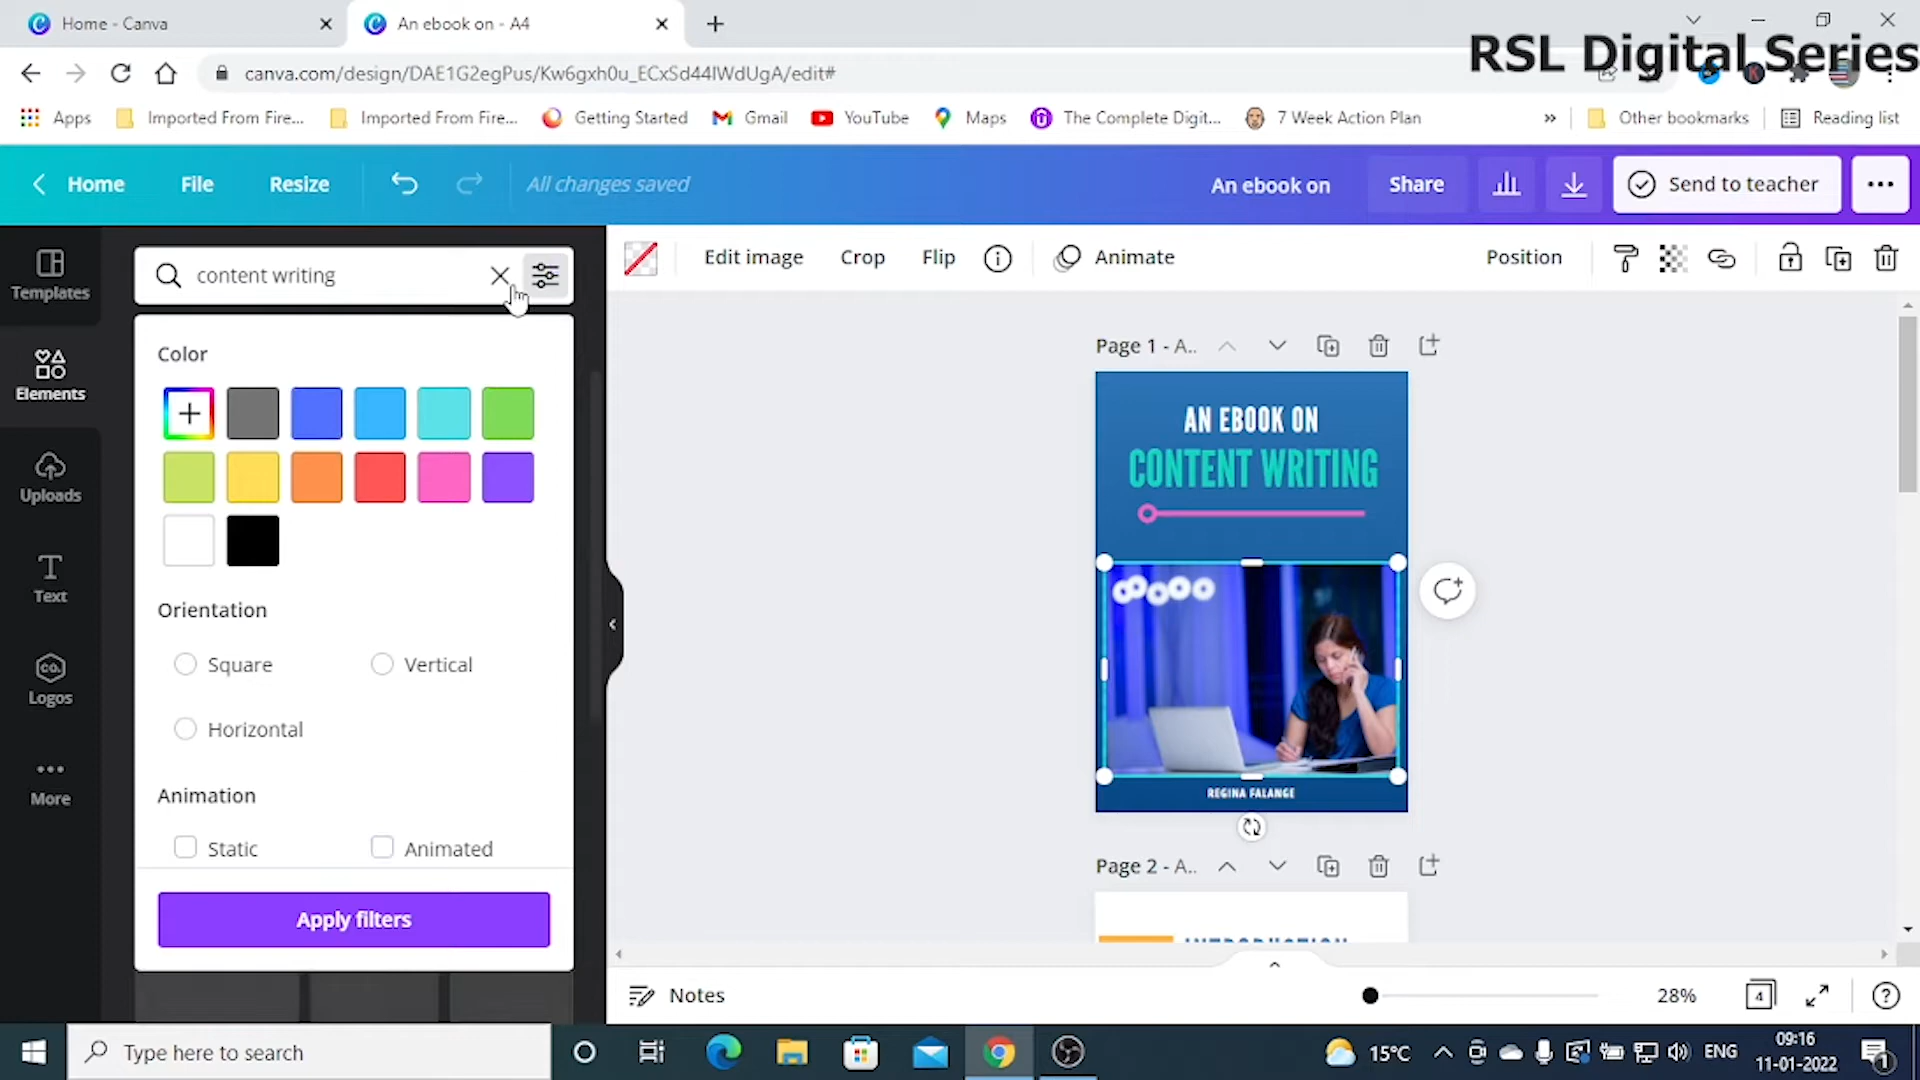 Home - Canva
An ebook on - A4
RSL Digital Series
canva.com/design/DAE1G2egPus/Kw6gxh0u_ECxSd44lWdUgA/edit#
Apps
Imported From Fire...
Imported From Fire...
Getting Started
Gmail
YouTube
Maps
The Complete Digit...
7 Week Action Plan
»
Other bookmarks
Reading list
Home
File
Resize
All changes saved
An ebook on
Share
Send to teacher
Templates
Elements
Uploads
Text
CO.
Logos
More
content writing
Color
Orientation
Square
Vertical
Horizontal
Animation
Static
Animated
Apply filters
Edit image
Crop
Flip
Animate
Position
Page 1 - A..
AN EBOOK ON
CONTENT WRITING
REGINA FALANGE
Page 2 - A..
INTRODUCTION
Notes
28%
4
Type here to search
15°C
ENG
09:16
11-01-2022
1